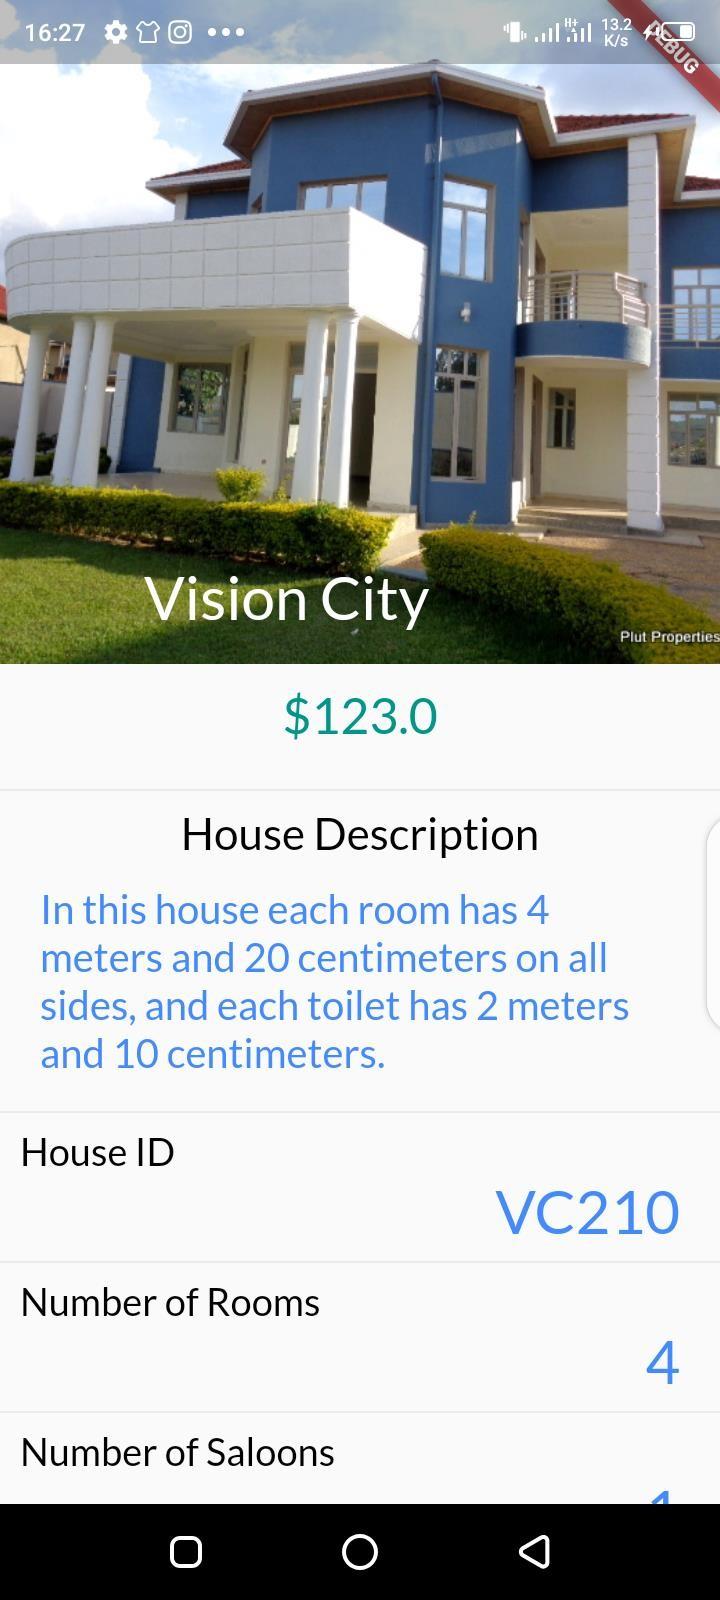 16:27
H+
13.2
K/s
DEBUG
Vision City
Plut Properties
$123.0
House Description
In this house each room has 4
meters and 20 centimeters on all
sides, and each toilet has 2 meters
and 10 centimeters.
House ID
VC210
Number of Rooms
4
Number of Saloons